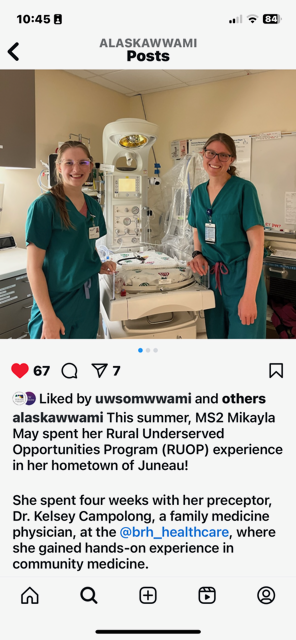 10:45
84
ALASKAWWAMI
Posts
67
7
Liked by uwsomwwami and others
alaskawwami This summer, MS2 Mikayla
May spent her Rural Underserved
Opportunities Program (RUOP) experience
in her hometown of Juneau!
She spent four weeks with her preceptor,
Dr. Kelsey Campolong, a family medicine
physician, at the @brh_healthcare, where
she gained hands-on experience in
community medicine.